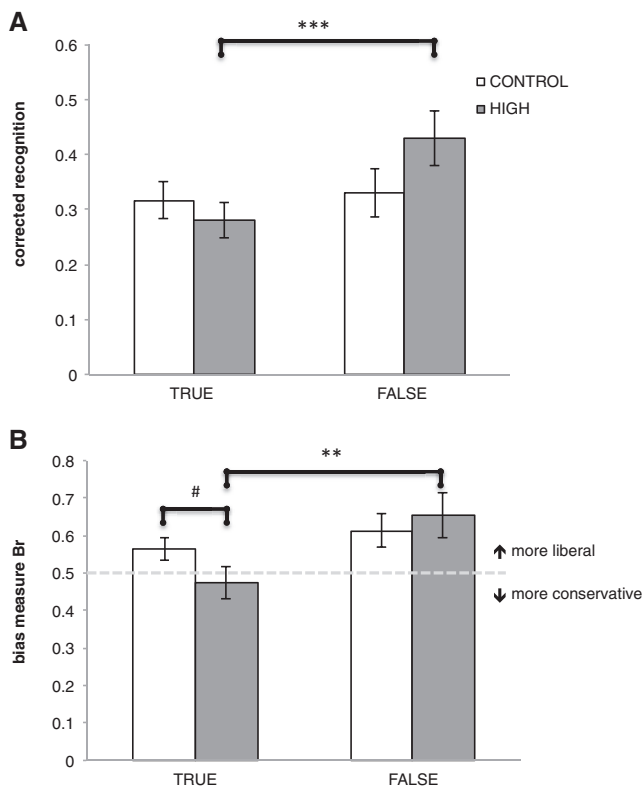 A
***
0.6
0.5
0.4
0.3
0.2
0.1
0
corrected recognition
CONTROL
HIGH
TRUE FALSE
B
**
#
0.8
0.7
0.6
0.5
0.4
0.3
0.2
0.1
0
bias measure Br
↑ more liberal
↓ more conservative
TRUE FALSE